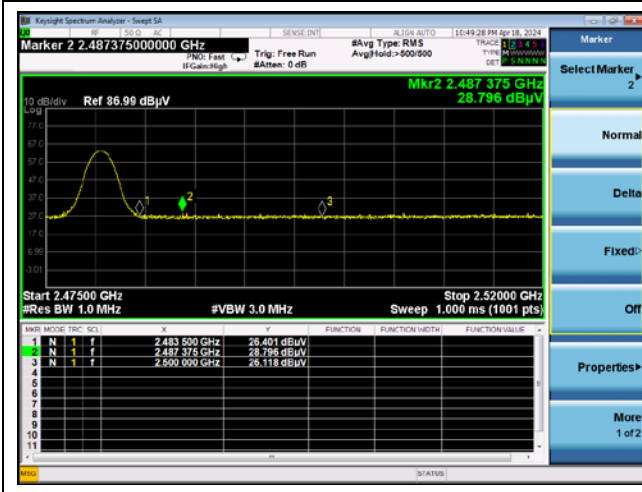 Keysight Spectrum Analyzer - Swept SA
RF 50 Ω AC SENSE:INT ALIGN AUTO 10:49:28 PM Apr 18, 2024
Marker 2 2.487375000000 GHz
PNO: Fast
IFGain:High
Trig: Free Run
#Atten: 0 dB
#Avg Type: RMS
Avg|Hold:>500/500
TRACE 1 2 3 4 5 6
TYPE M
DET P S N N N N
Mkr2 2.487 375 GHz
28.796 dBµV
10 dB/div Ref 86.99 dBµV
Log
77.0
67.0
57.0
47.0
37.0
27.0
17.0
6.99
-3.01
1
2
3
Start 2.47500 GHz Stop 2.52000 GHz
#Res BW 1.0 MHz #VBW 3.0 MHz Sweep 1.000 ms (1001 pts)
MKR MODE TRC SCL X Y FUNCTION FUNCTION WIDTH FUNCTION VALUE
1 N 1 f 2.483 500 GHz 26.401 dBµV
2 N 1 f 2.487 375 GHz 28.796 dBµV
3 N 1 f 2.500 000 GHz 26.118 dBµV
4
5
6
7
8
9
10
11
MSG STATUS
Marker
Select Marker
2
Normal
Delta
Fixed
Off
Properties
More
1 of 2